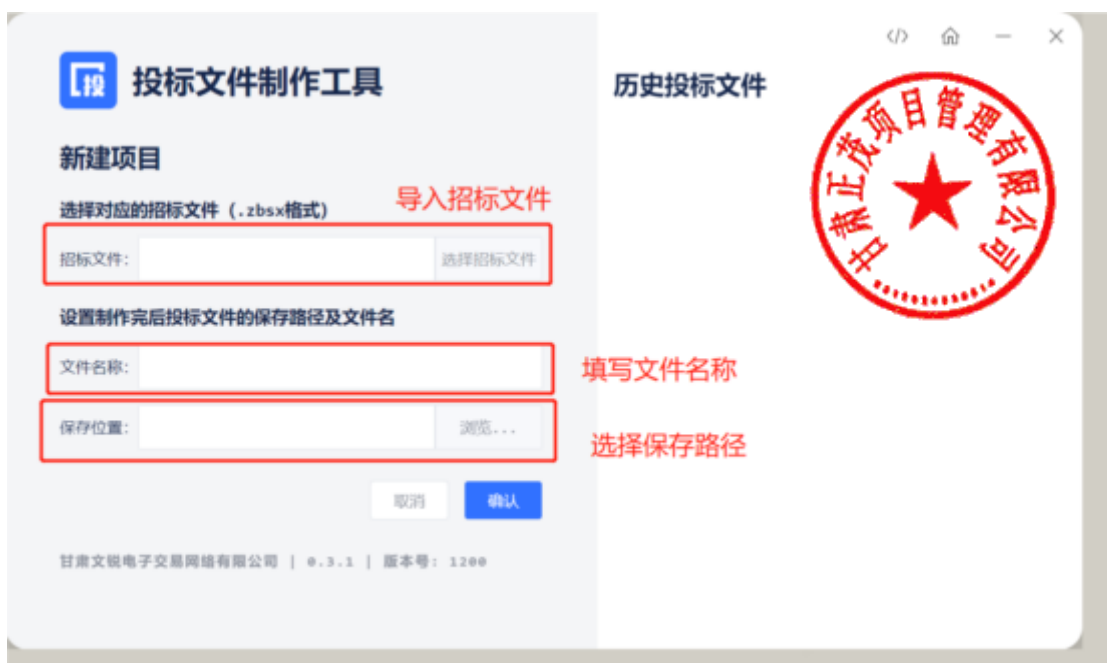 投
投标文件制作工具
新建项目
选择对应的招标文件（.zbsx格式）
导入招标文件
招标文件：
选择招标文件
设置制作完后投标文件的保存路径及文件名
文件名称：
填写文件名称
保存位置：
浏览...
选择保存路径
取消
确认
甘肃文锐电子交易网络有限公司 | 0.3.1 | 版本号: 1200
</>
历史投标文件
甘肃正茂项目管理有限公司